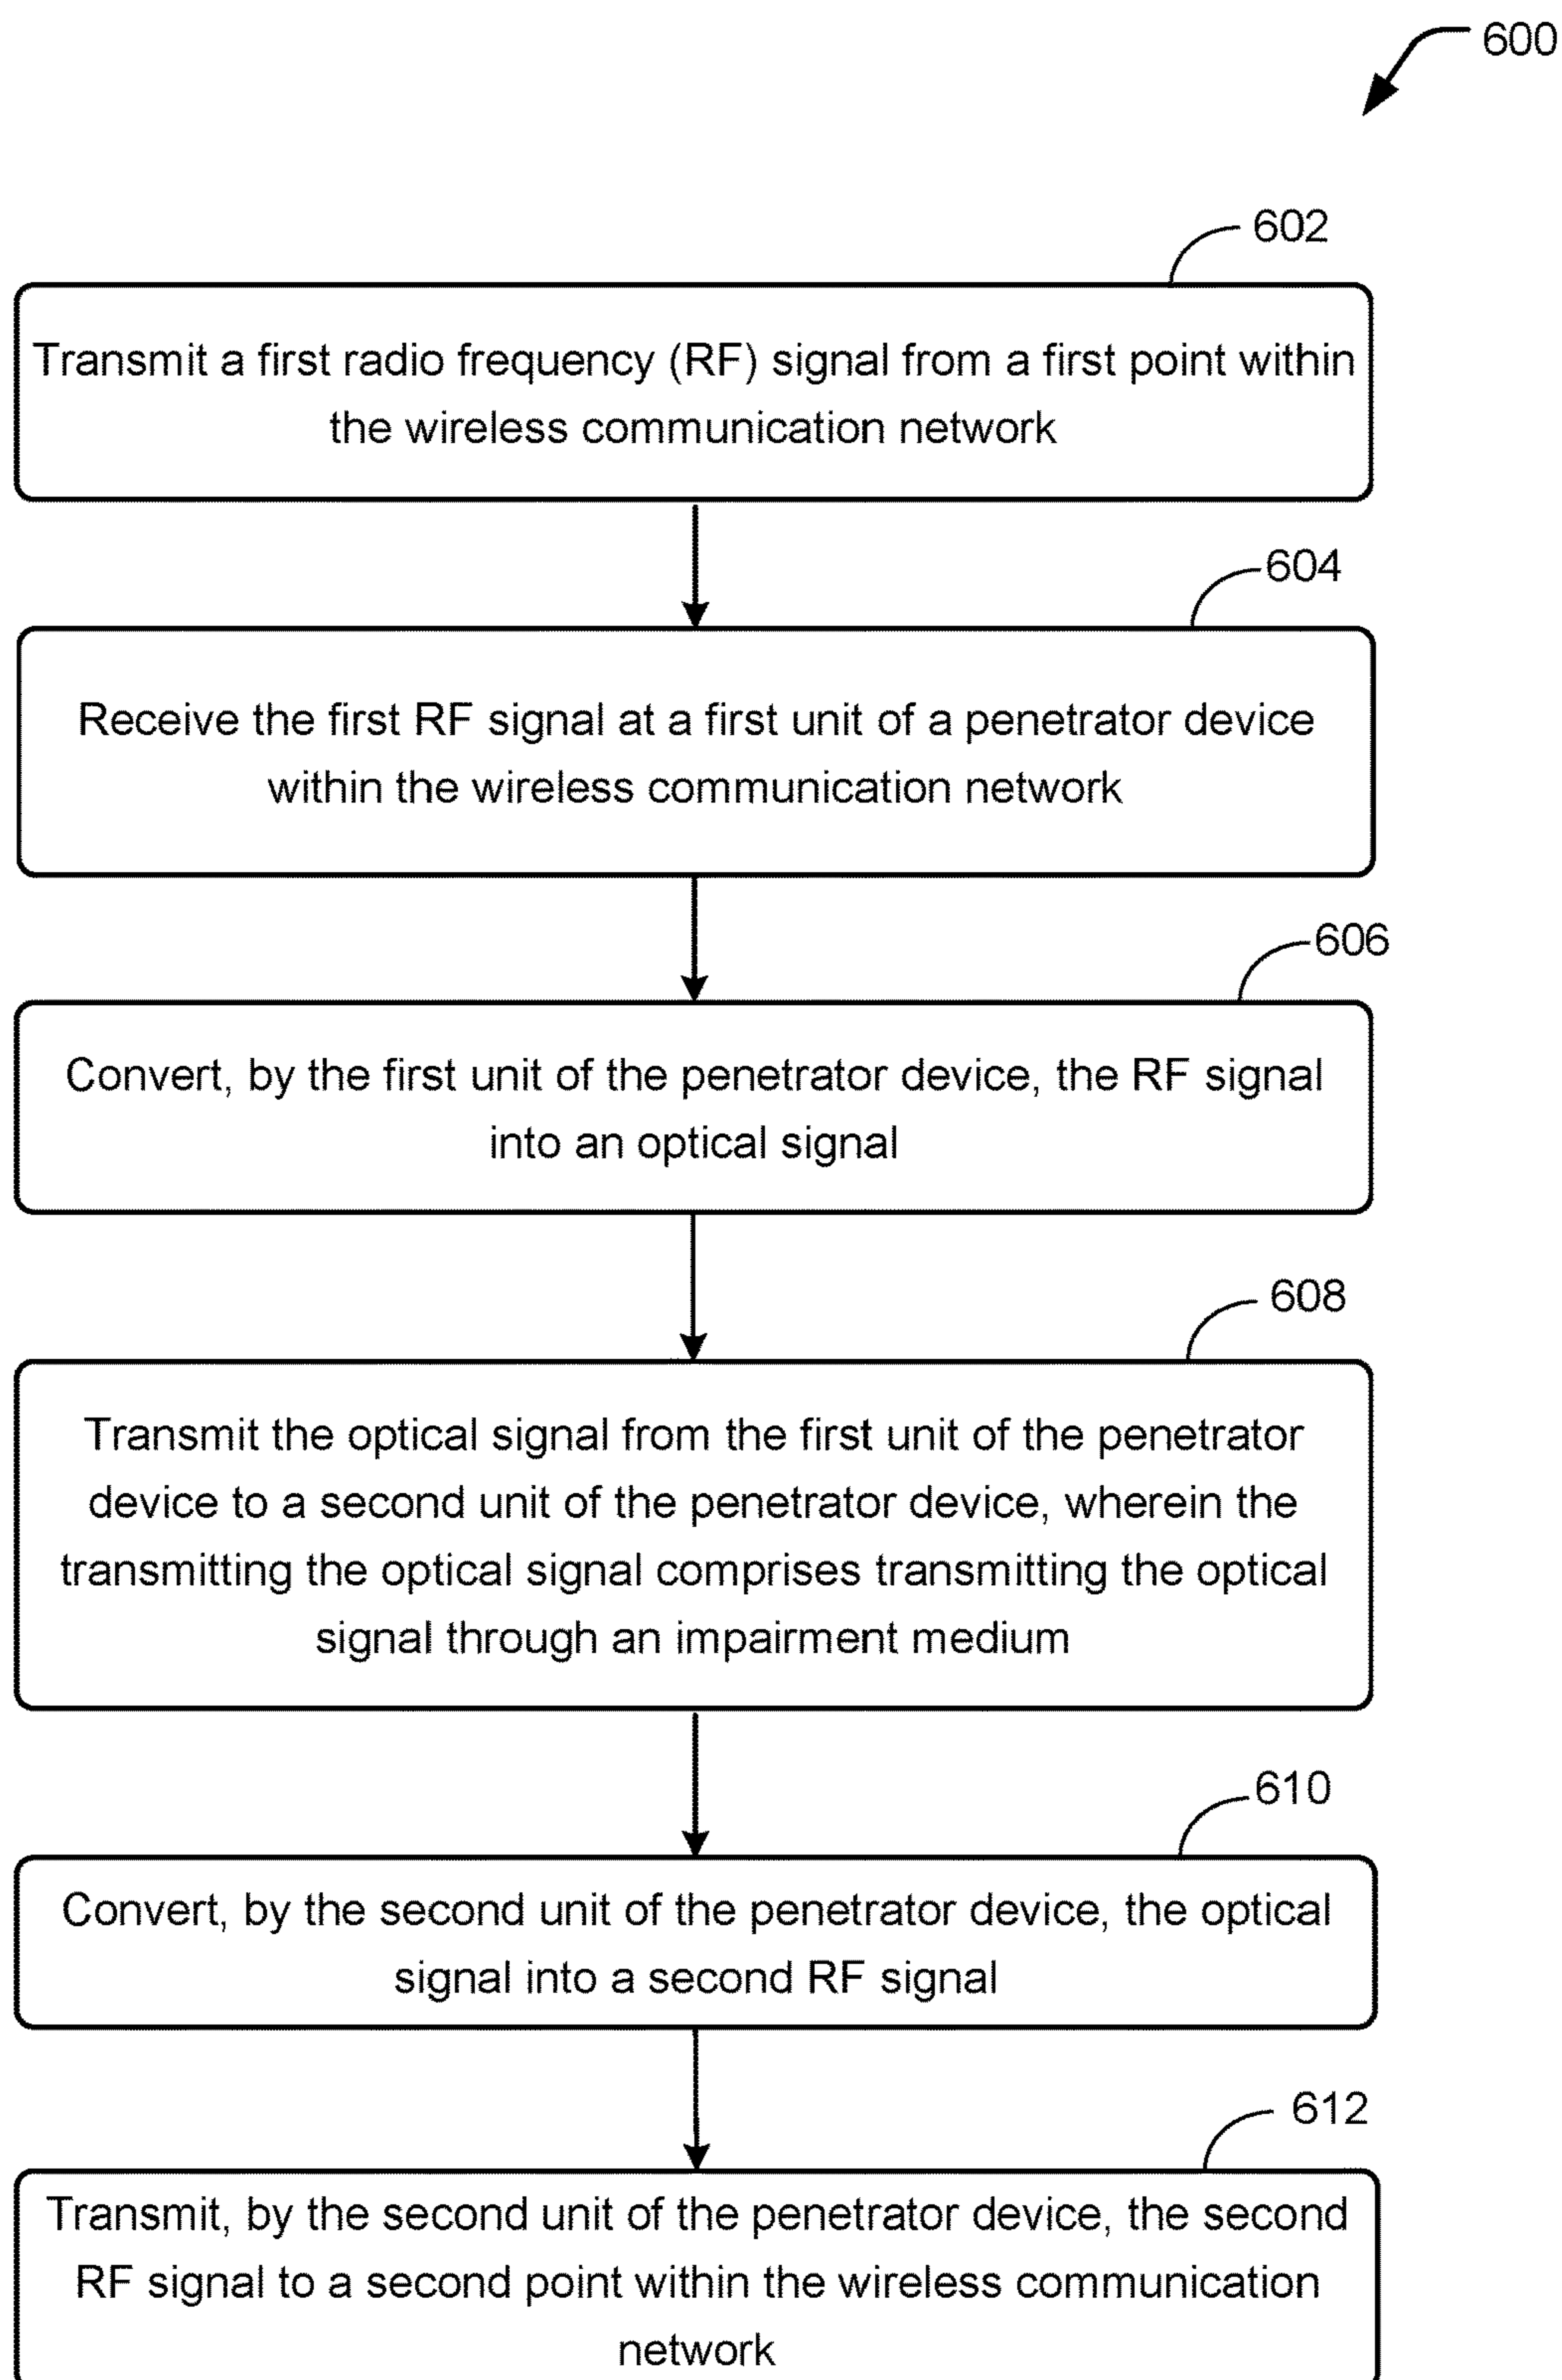 600
602
Transmit a first radio frequency (RF) signal from a first point within
the wireless communication network
604
Receive the first RF signal at a first unit of a penetrator device
within the wireless communication network
606
Convert, by the first unit of the penetrator device, the RF signal
into an optical signal
608
Transmit the optical signal from the first unit of the penetrator
device to a second unit of the penetrator device, wherein the
transmitting the optical signal comprises transmitting the optical
signal through an impairment medium
610
Convert, by the second unit of the penetrator device, the optical
signal into a second RF signal
612
Transmit, by the second unit of the penetrator device, the second
RF signal to a second point within the wireless communication
network